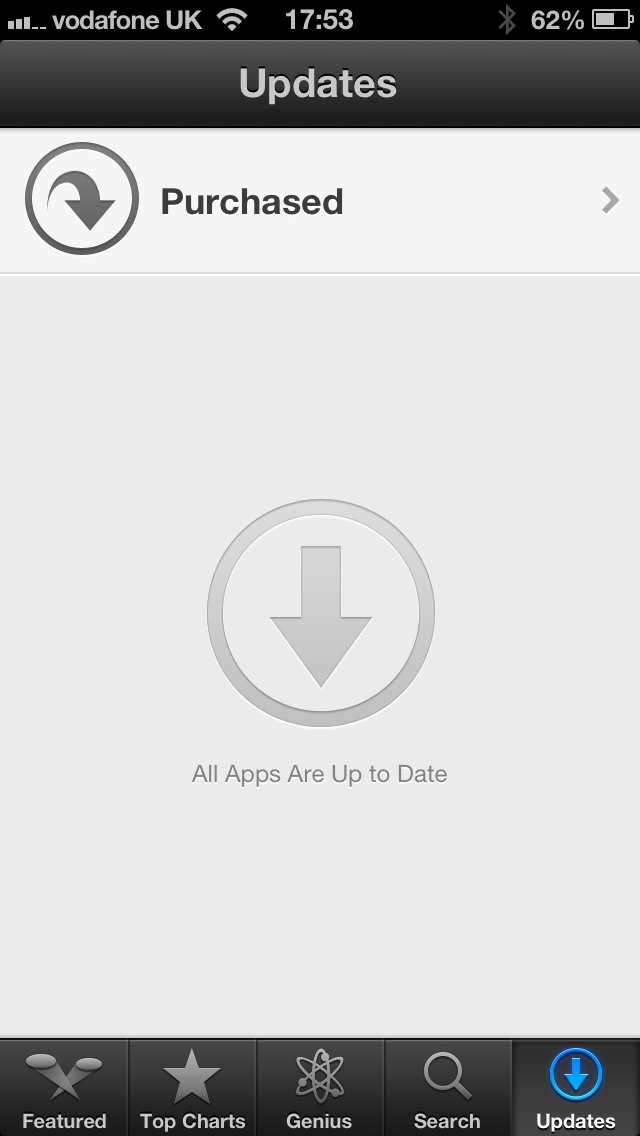 vodafone UK 17:53 62%
Updates
Purchased
All Apps Are Up to Date
Featured Top Charts Genius Search Updates